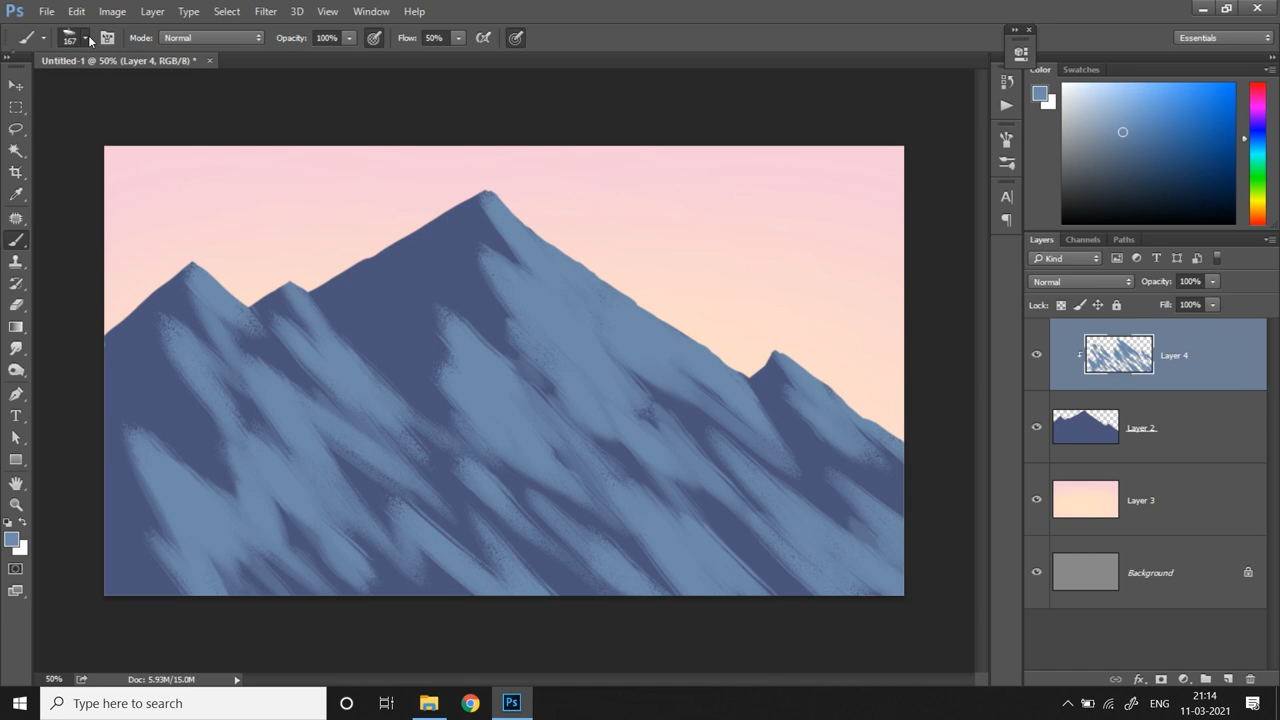 Ps File Edit Image Layer Type Select Filter 3D View Window Help
167 Mode: Normal Opacity: 100% Flow: 50% Essentials
Untitled-1 @ 50% (Layer 4, RGB/8) * ×
Color Swatches
Layers Channels Paths
Kind
Normal Opacity: 100%
Lock: Fill: 100%
Layer 4
Layer 2
Layer 3
Background
50% Doc: 5.93M/15.0M
fx
Type here to search
Ps
ENG
21:14
11-03-2021